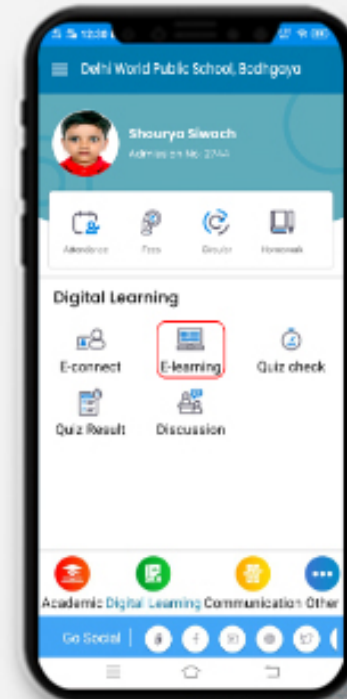 Delhi World Public School, Bodhgaya
Shourya Siwach
Admission No: 2744
Attendance Fees Circular Homework
Digital Learning
E-connect E-learning Quiz check
Quiz Result Discussion
Academic Digital Learning Communication Other
Go Social